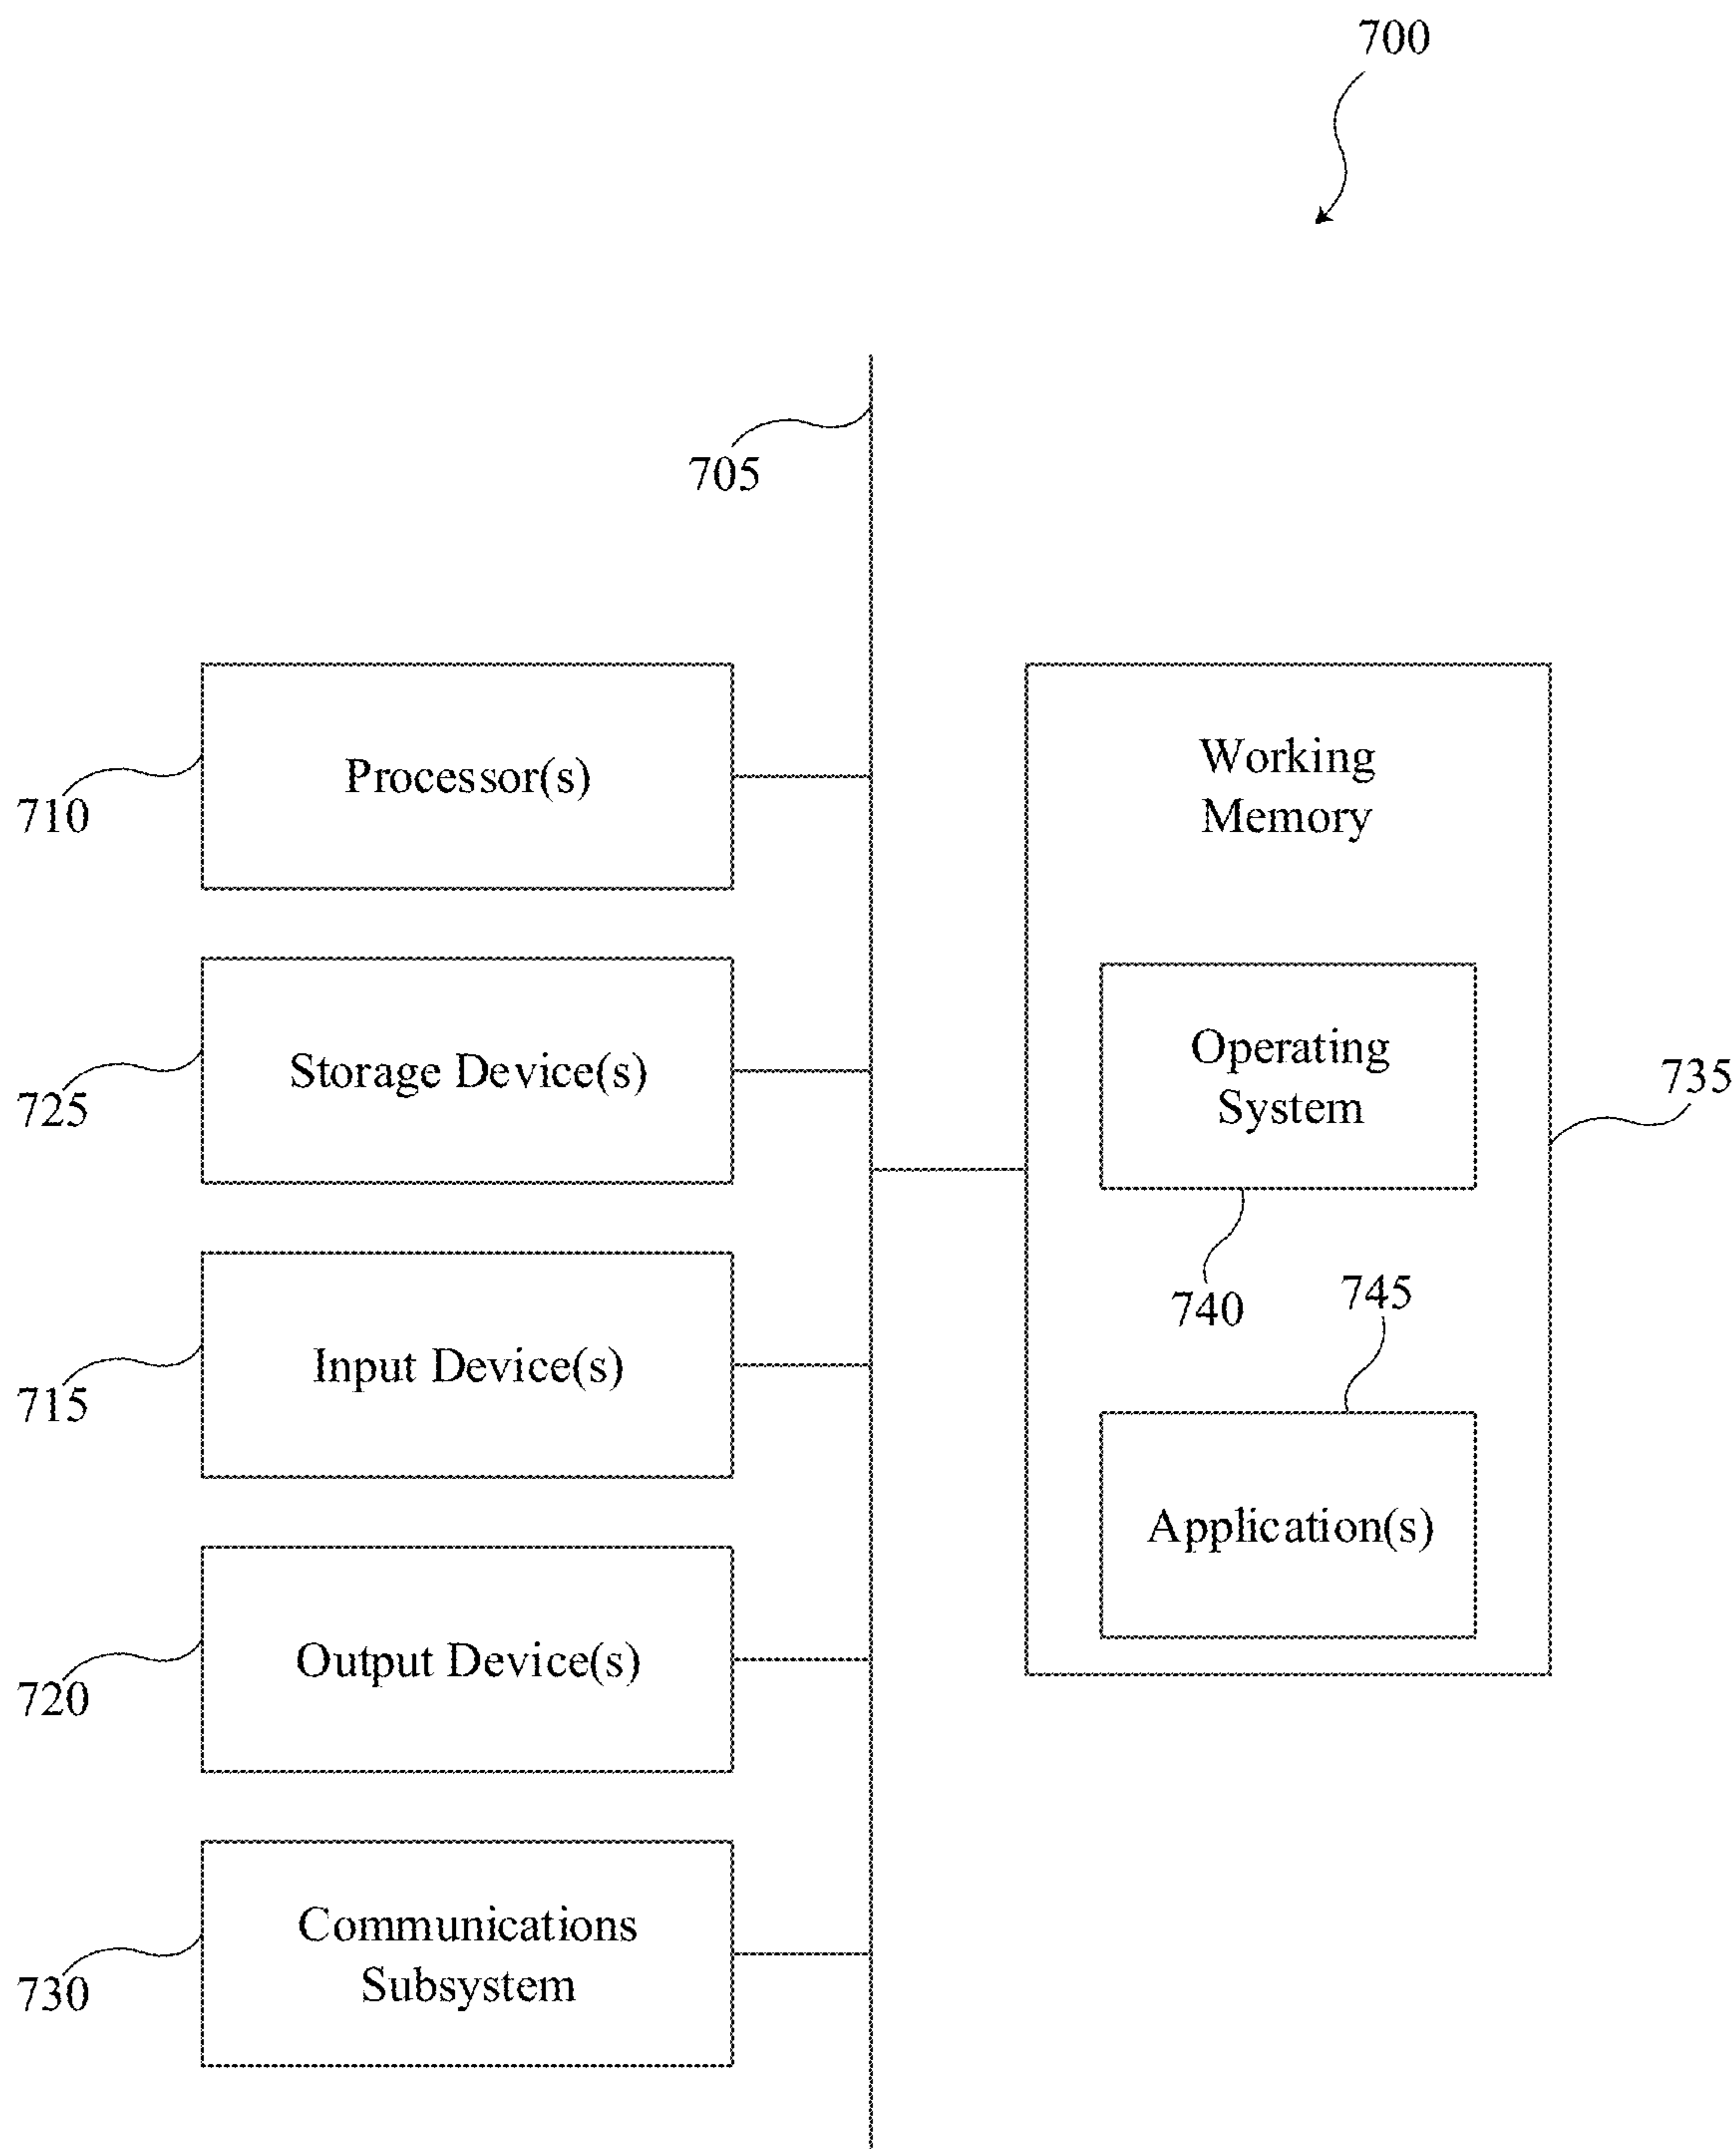 700
705
Processor(s)
710
Storage Device(s)
725
Input Device(s)
715
Output Device(s)
720
Communications
Subsystem
730
Working
Memory
Operating
System
735
740
745
Application(s)